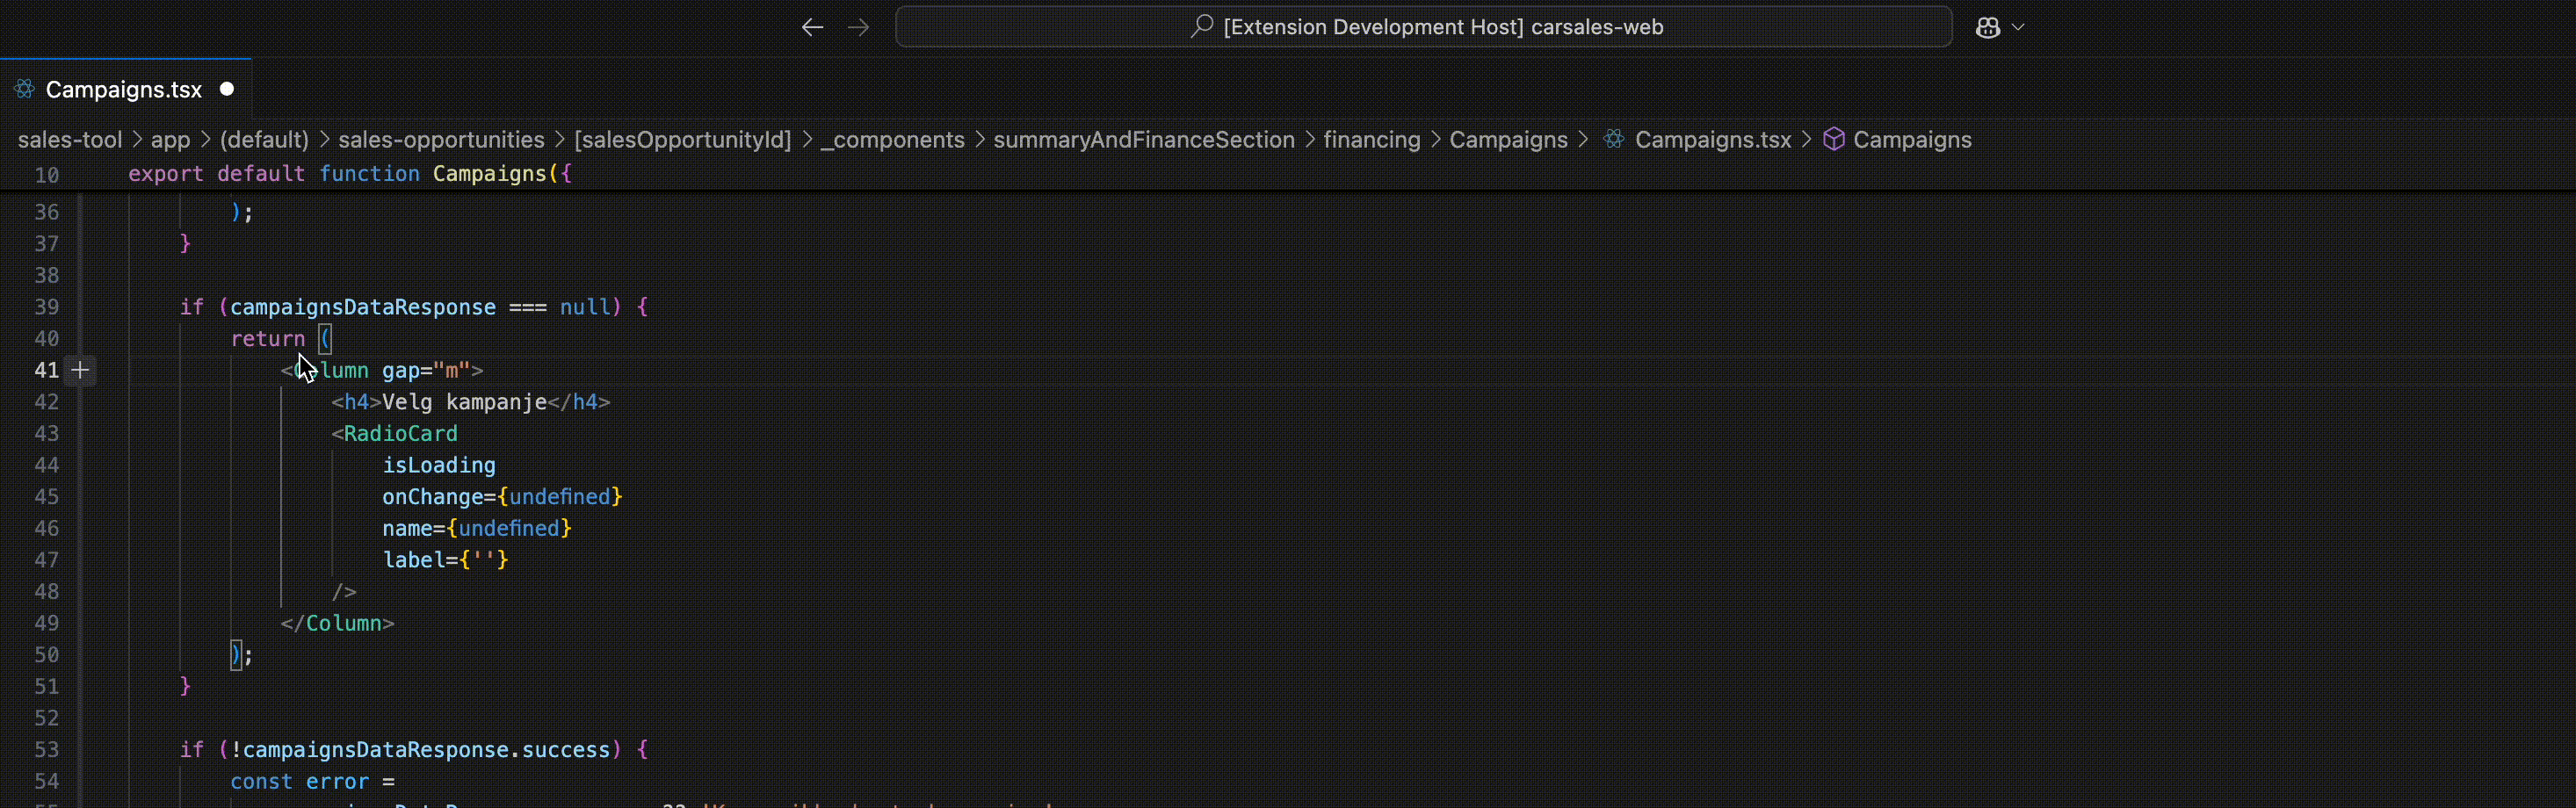 [Extension Development Host] carsales-web
Campaigns.tsx
sales-tool > app > (default) > sales-opportunities > [salesOpportunityId] > _components > summaryAndFinanceSection > financing > Campaigns > Campaigns.tsx > Campaigns
10 export default function Campaigns({
36 );
37 }
38
39 if (campaignsDataResponse === null) {
40 return (
41 <Column gap="m">
42 <h4>Velg kampanje</h4>
43 <RadioCard
44 isLoading
45 onChange={undefined}
46 name={undefined}
47 label={''}
48 />
49 </Column>
50 );
51 }
52
53 if (!campaignsDataResponse.success) {
54 const error =